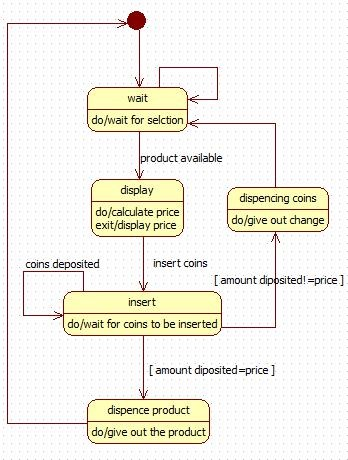 wait
do/wait for selction
product available
display
do/calculate price
exit/display price
dispencing coins
do/give out change
insert coins
coins deposited
[ amount diposited!=price ]
insert
do/wait for coins to be inserted
[ amount diposited=price ]
dispence product
do/give out the product